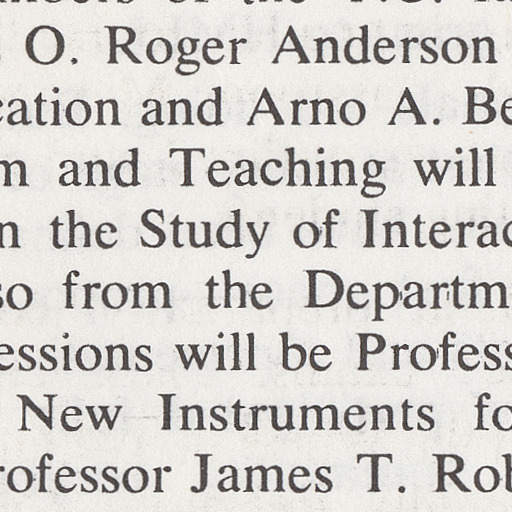 O. Roger Anderson
cation and Arno A. Be
m and Teaching will
n the Study of Interac
so from the Departm
essions will be Profess
New Instruments fo
rofessor James T. Rob